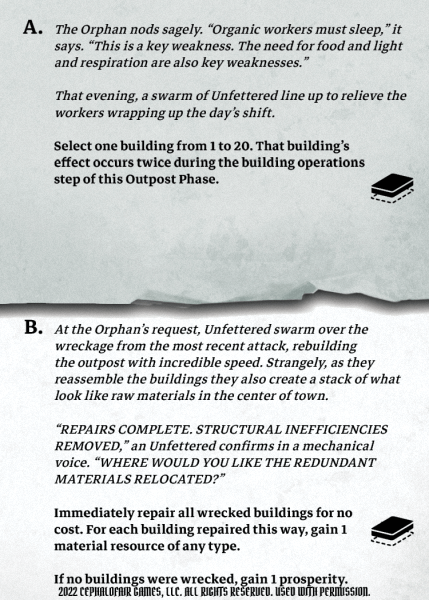 A. The Orphan nods sagely. “Organic workers must sleep,” it
says. “This is a key weakness. The need for food and light
and respiration are also key weaknesses.”
That evening, a swarm of Unfettered line up to relieve the
workers wrapping up the day’s shift.
Select one building from 1 to 20. That building’s
effect occurs twice during the building operations
step of this Outpost Phase.
B. At the Orphan’s request, Unfettered swarm over the
wreckage from the most recent attack, rebuilding
the outpost with incredible speed. Strangely, as they
reassemble the buildings they also create a stack of what
look like raw materials in the center of town.
“REPAIRS COMPLETE. STRUCTURAL INEFFICIENCIES
REMOVED,” an Unfettered confirms in a mechanical
voice. “WHERE WOULD YOU LIKE THE REDUNDANT
MATERIALS RELOCATED?”
Immediately repair all wrecked buildings for no
cost. For each building repaired this way, gain 1
material resource of any type.
If no buildings were wrecked, gain 1 prosperity.
2022 CEPHALOFAIR GAMES, LLC. ALL RIGHTS RESERVED. USED WITH PERMISSION.